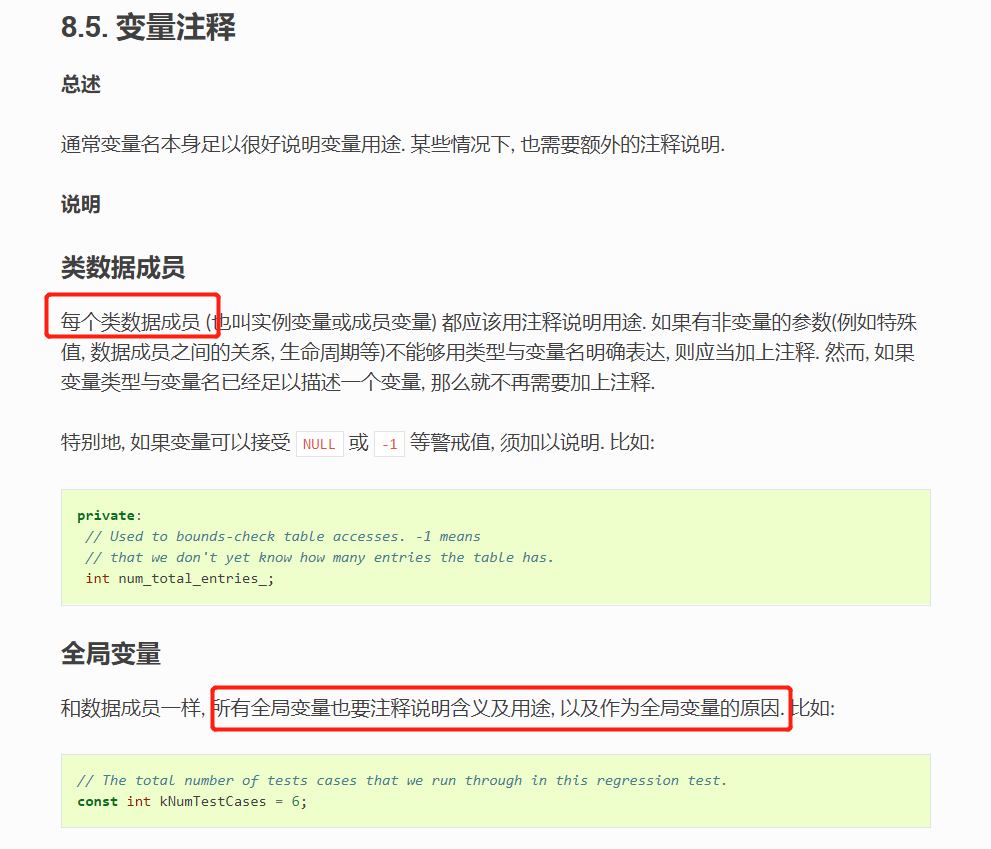 8.5. 变量注释
总述
通常变量名本身足以很好说明变量用途. 某些情况下, 也需要额外的注释说明.
说明
类数据成员
每个类数据成员 (也叫实例变量或成员变量) 都应该用注释说明用途. 如果有非变量的参数(例如特殊
值, 数据成员之间的关系, 生命周期等)不能够用类型与变量名明确表达, 则应当加上注释. 然而, 如果
变量类型与变量名已经足以描述一个变量, 那么就不再需要加上注释.
特别地, 如果变量可以接受 NULL 或 -1 等警戒值, 须加以说明. 比如:
private:
// Used to bounds-check table accesses. -1 means
// that we don't yet know how many entries the table has.
int num_total_entries_;
全局变量
和数据成员一样, 所有全局变量也要注释说明含义及用途, 以及作为全局变量的原因. 比如:
// The total number of tests cases that we run through in this regression test.
const int kNumTestCases = 6;